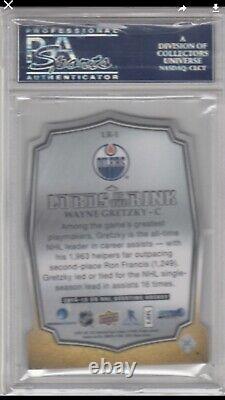 PROFESSIONAL
PSA
Sports
AUTHENTICATOR
A
DIVISION OF
COLLECTORS
UNIVERSE
NASDAQ: CLCT
LR-1
OILERS
LORDS OF THE RINK
WAYNE GRETZKY - C
Among the game's greatest
playmakers, Gretzky is the all-time
NHL leader in career assists — with
his 1,963 helpers far outpacing
second-place Ron Francis (1,249).
Gretzky led or tied for the NHL single-
season lead in assists 16 times.
UPPER DECK